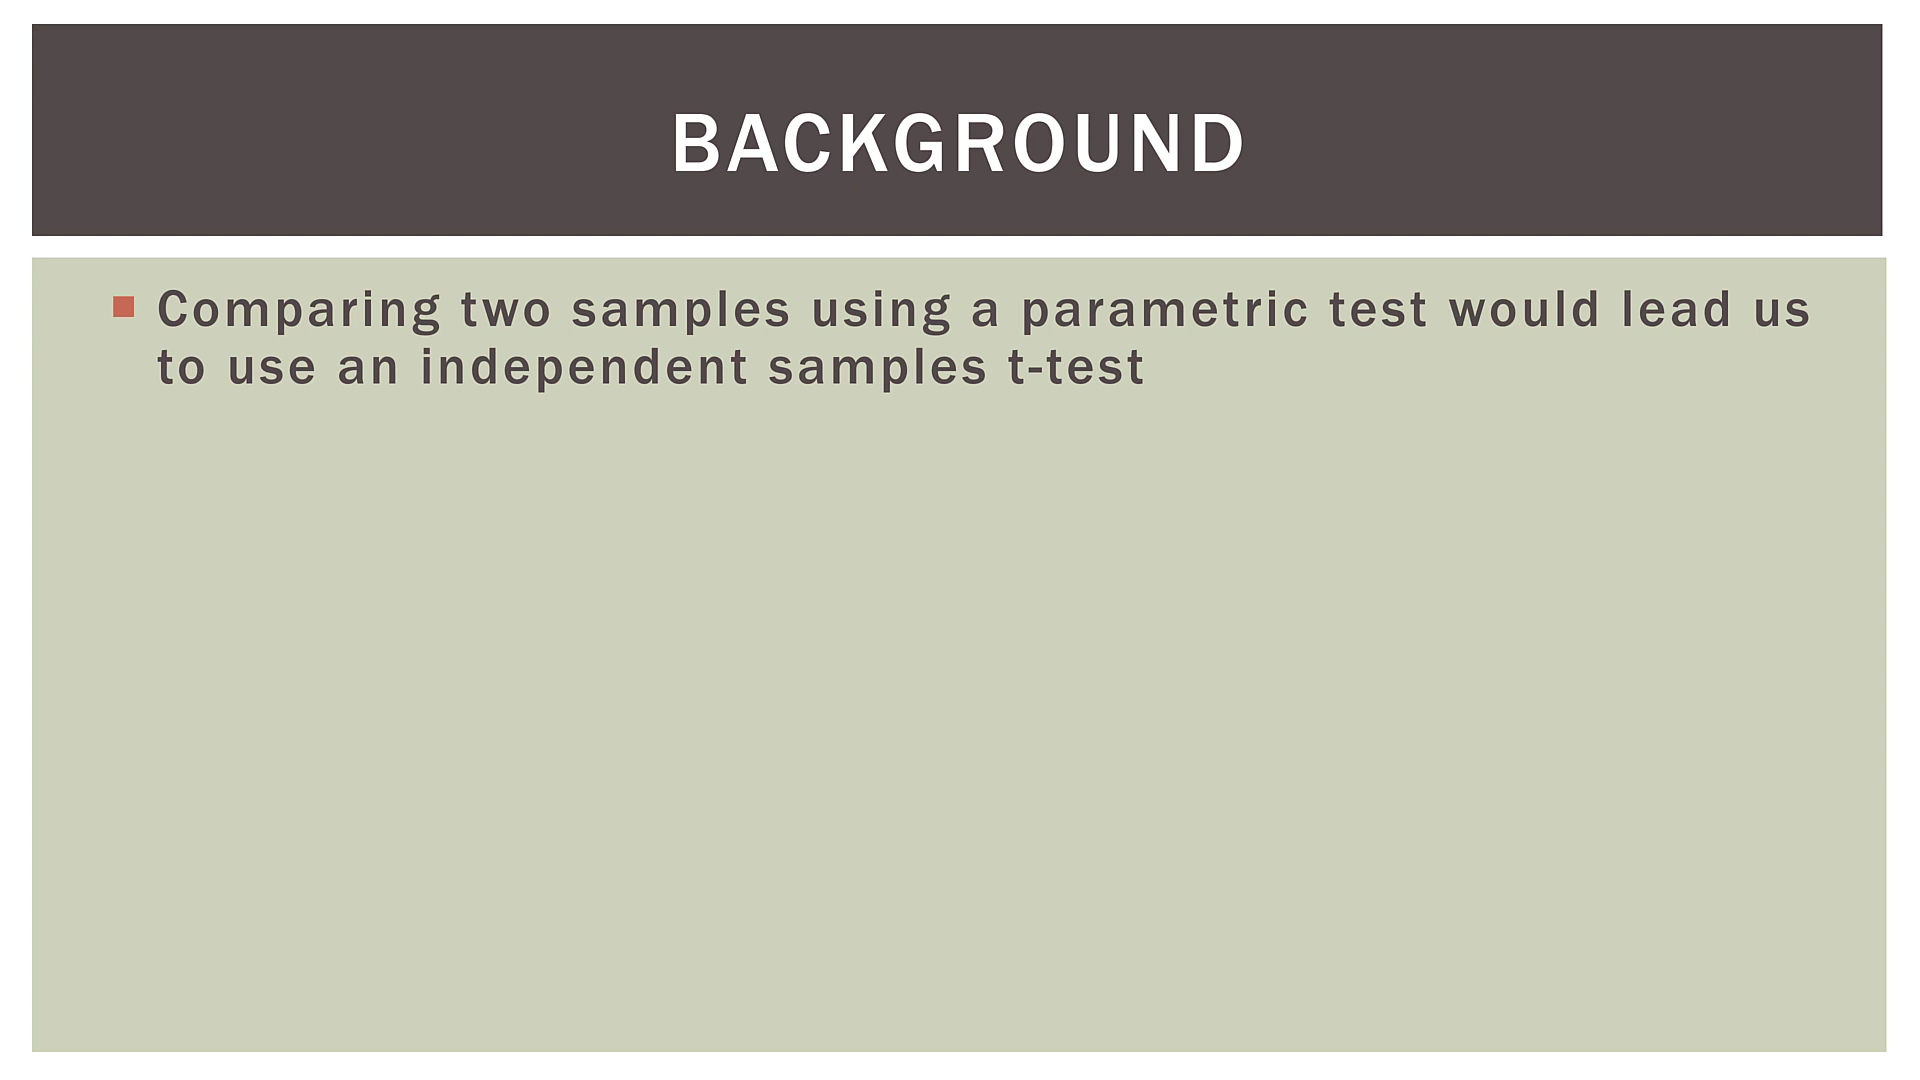 BACKGROUND
Comparing two samples using a parametric test would lead us
to use an independent samples t-test